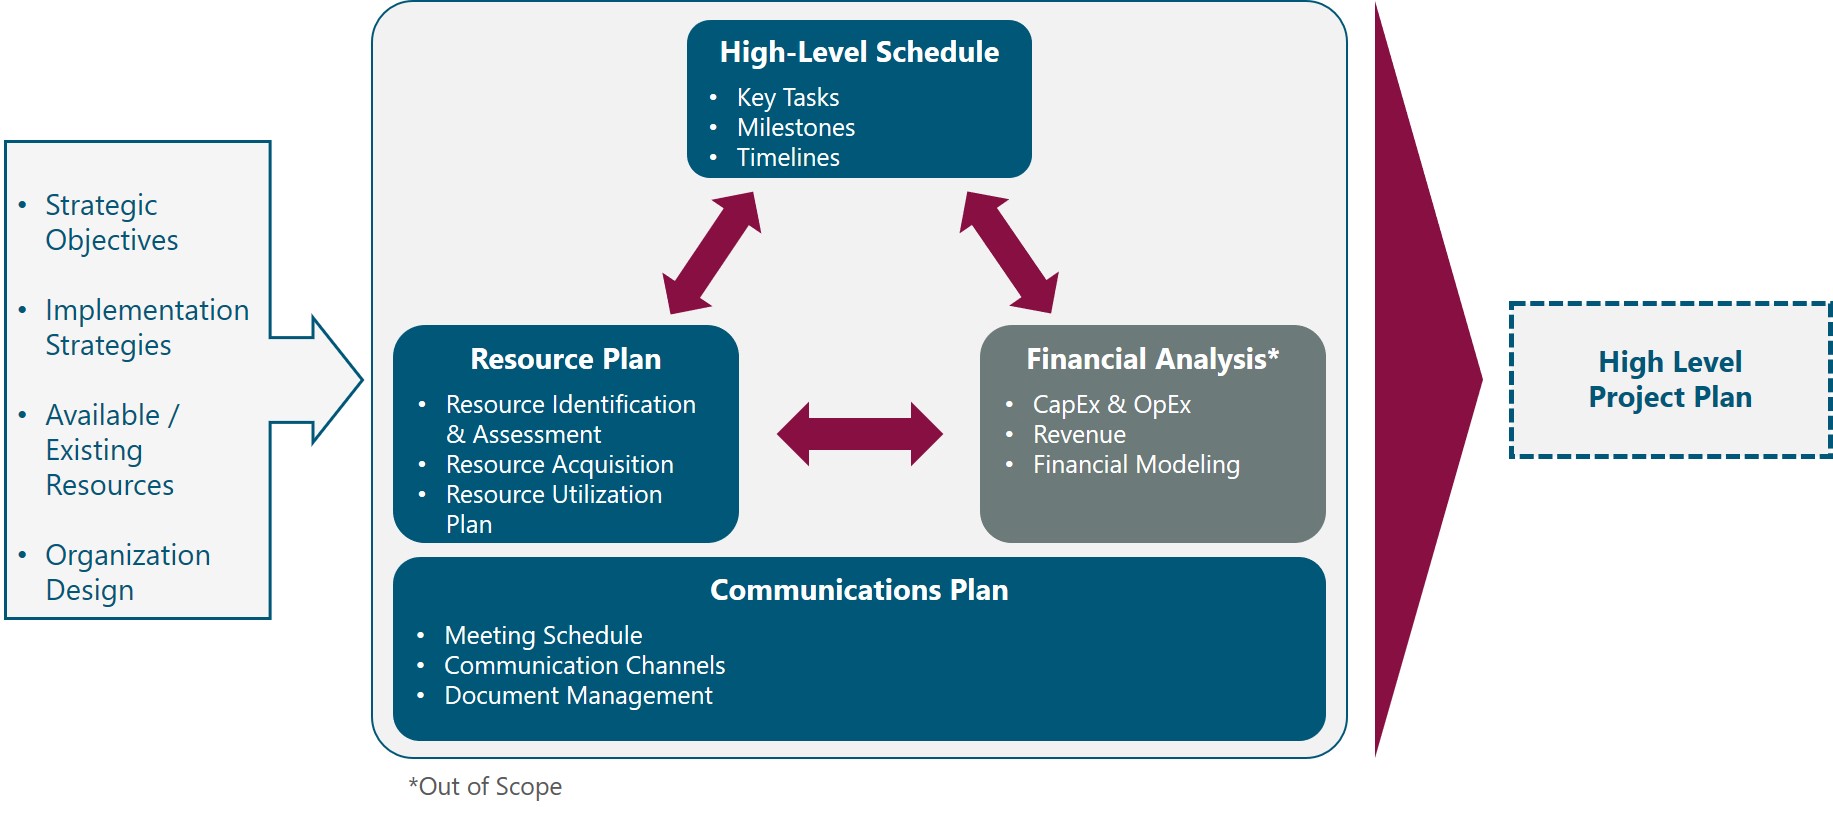 • Strategic
Objectives
• Implementation
Strategies
• Available /
Existing
Resources
• Organization
Design
High-Level Schedule
• Key Tasks
• Milestones
• Timelines
Resource Plan
• Resource Identification
& Assessment
• Resource Acquisition
• Resource Utilization
Plan
Financial Analysis*
• CapEx & OpEx
• Revenue
• Financial Modeling
Communications Plan
• Meeting Schedule
• Communication Channels
• Document Management
*Out of Scope
High Level
Project Plan